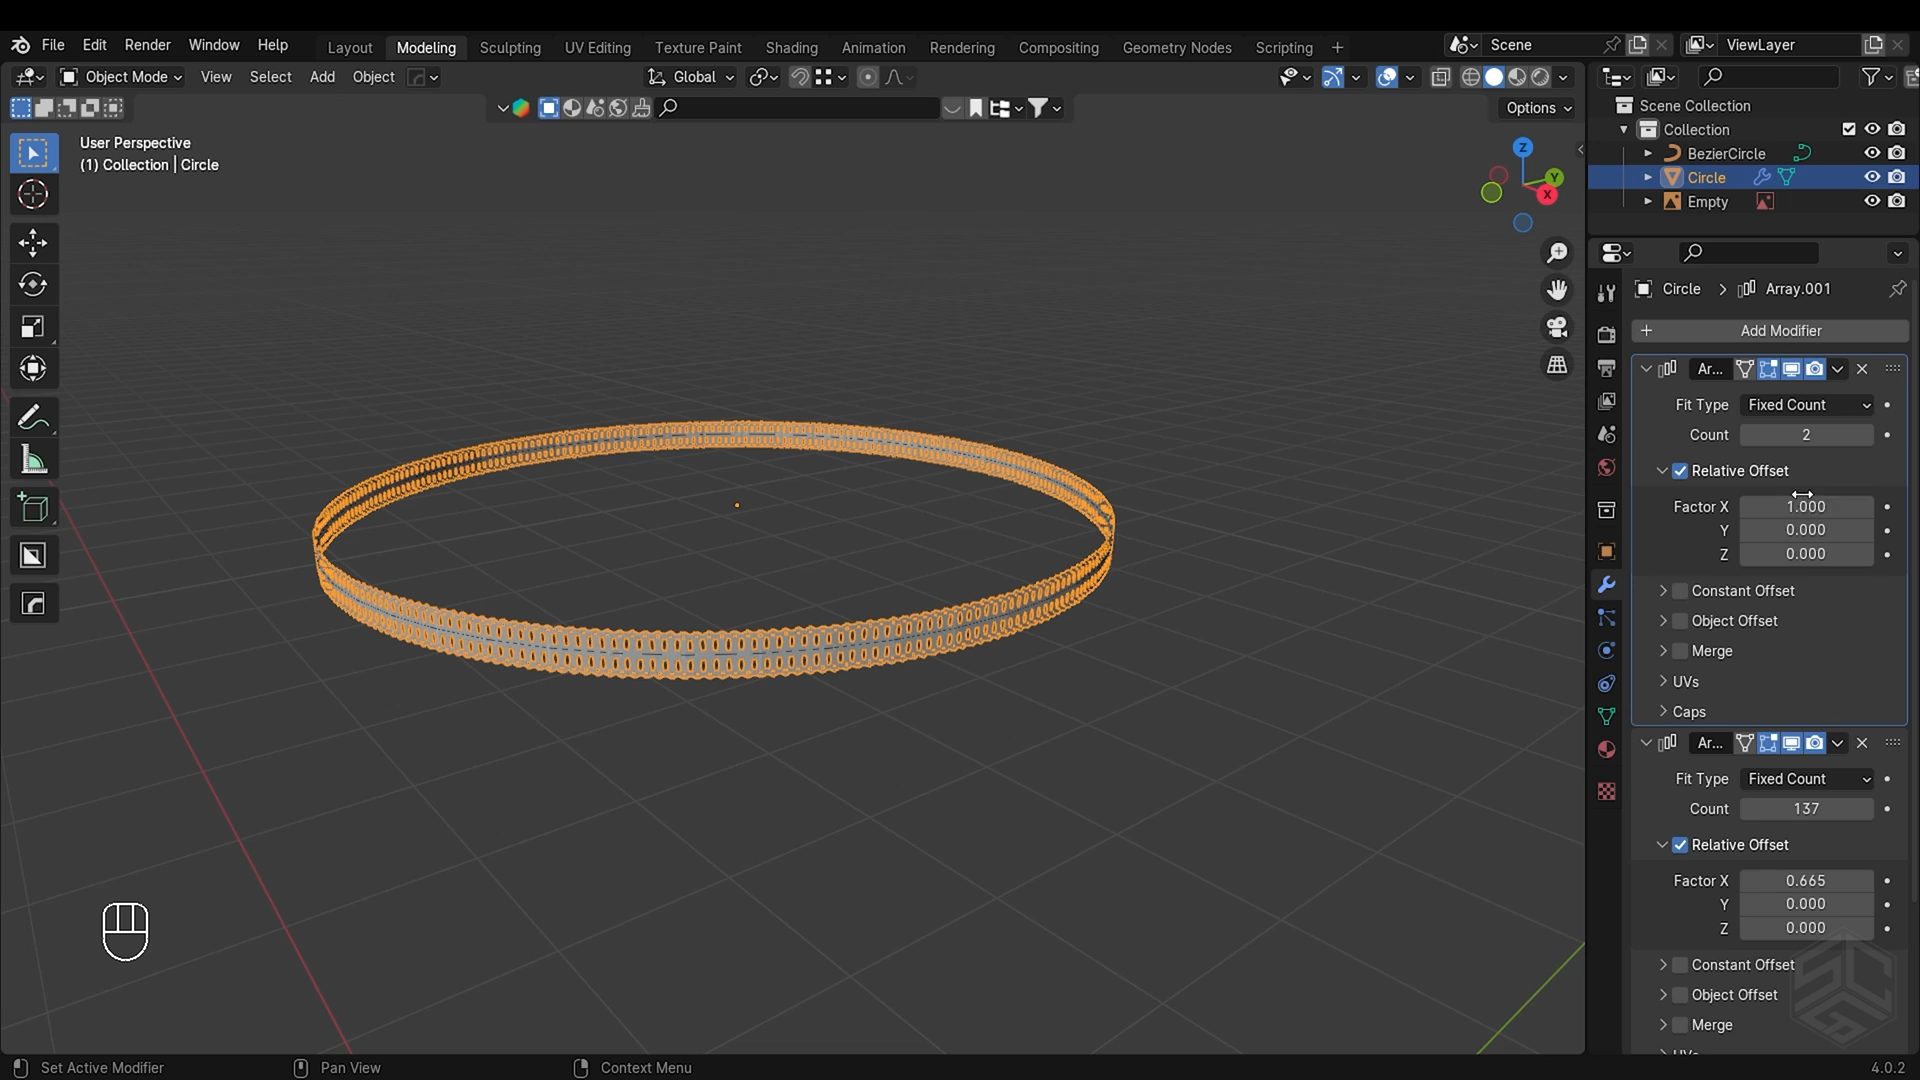 File Edit Render Window Help Layout Modeling Sculpting UV Editing Texture Paint Shading Animation Rendering Compositing Geometry Nodes Scripting + Scene ViewLayer
Object Mode View Select Add Object Global
Options
User Perspective
(1) Collection | Circle
Z
Y
X
Scene Collection
Collection
BezierCircle
Circle
Empty
Circle > Array.001
+ Add Modifier
Ar...
Fit Type Fixed Count
Count 2
Relative Offset
Factor X 1.000
Y 0.000
Z 0.000
Constant Offset
Object Offset
Merge
UVs
Caps
Ar...
Fit Type Fixed Count
Count 137
Relative Offset
Factor X 0.665
Y 0.000
Z 0.000
Constant Offset
Object Offset
Merge
Set Active Modifier Pan View Context Menu 4.0.2